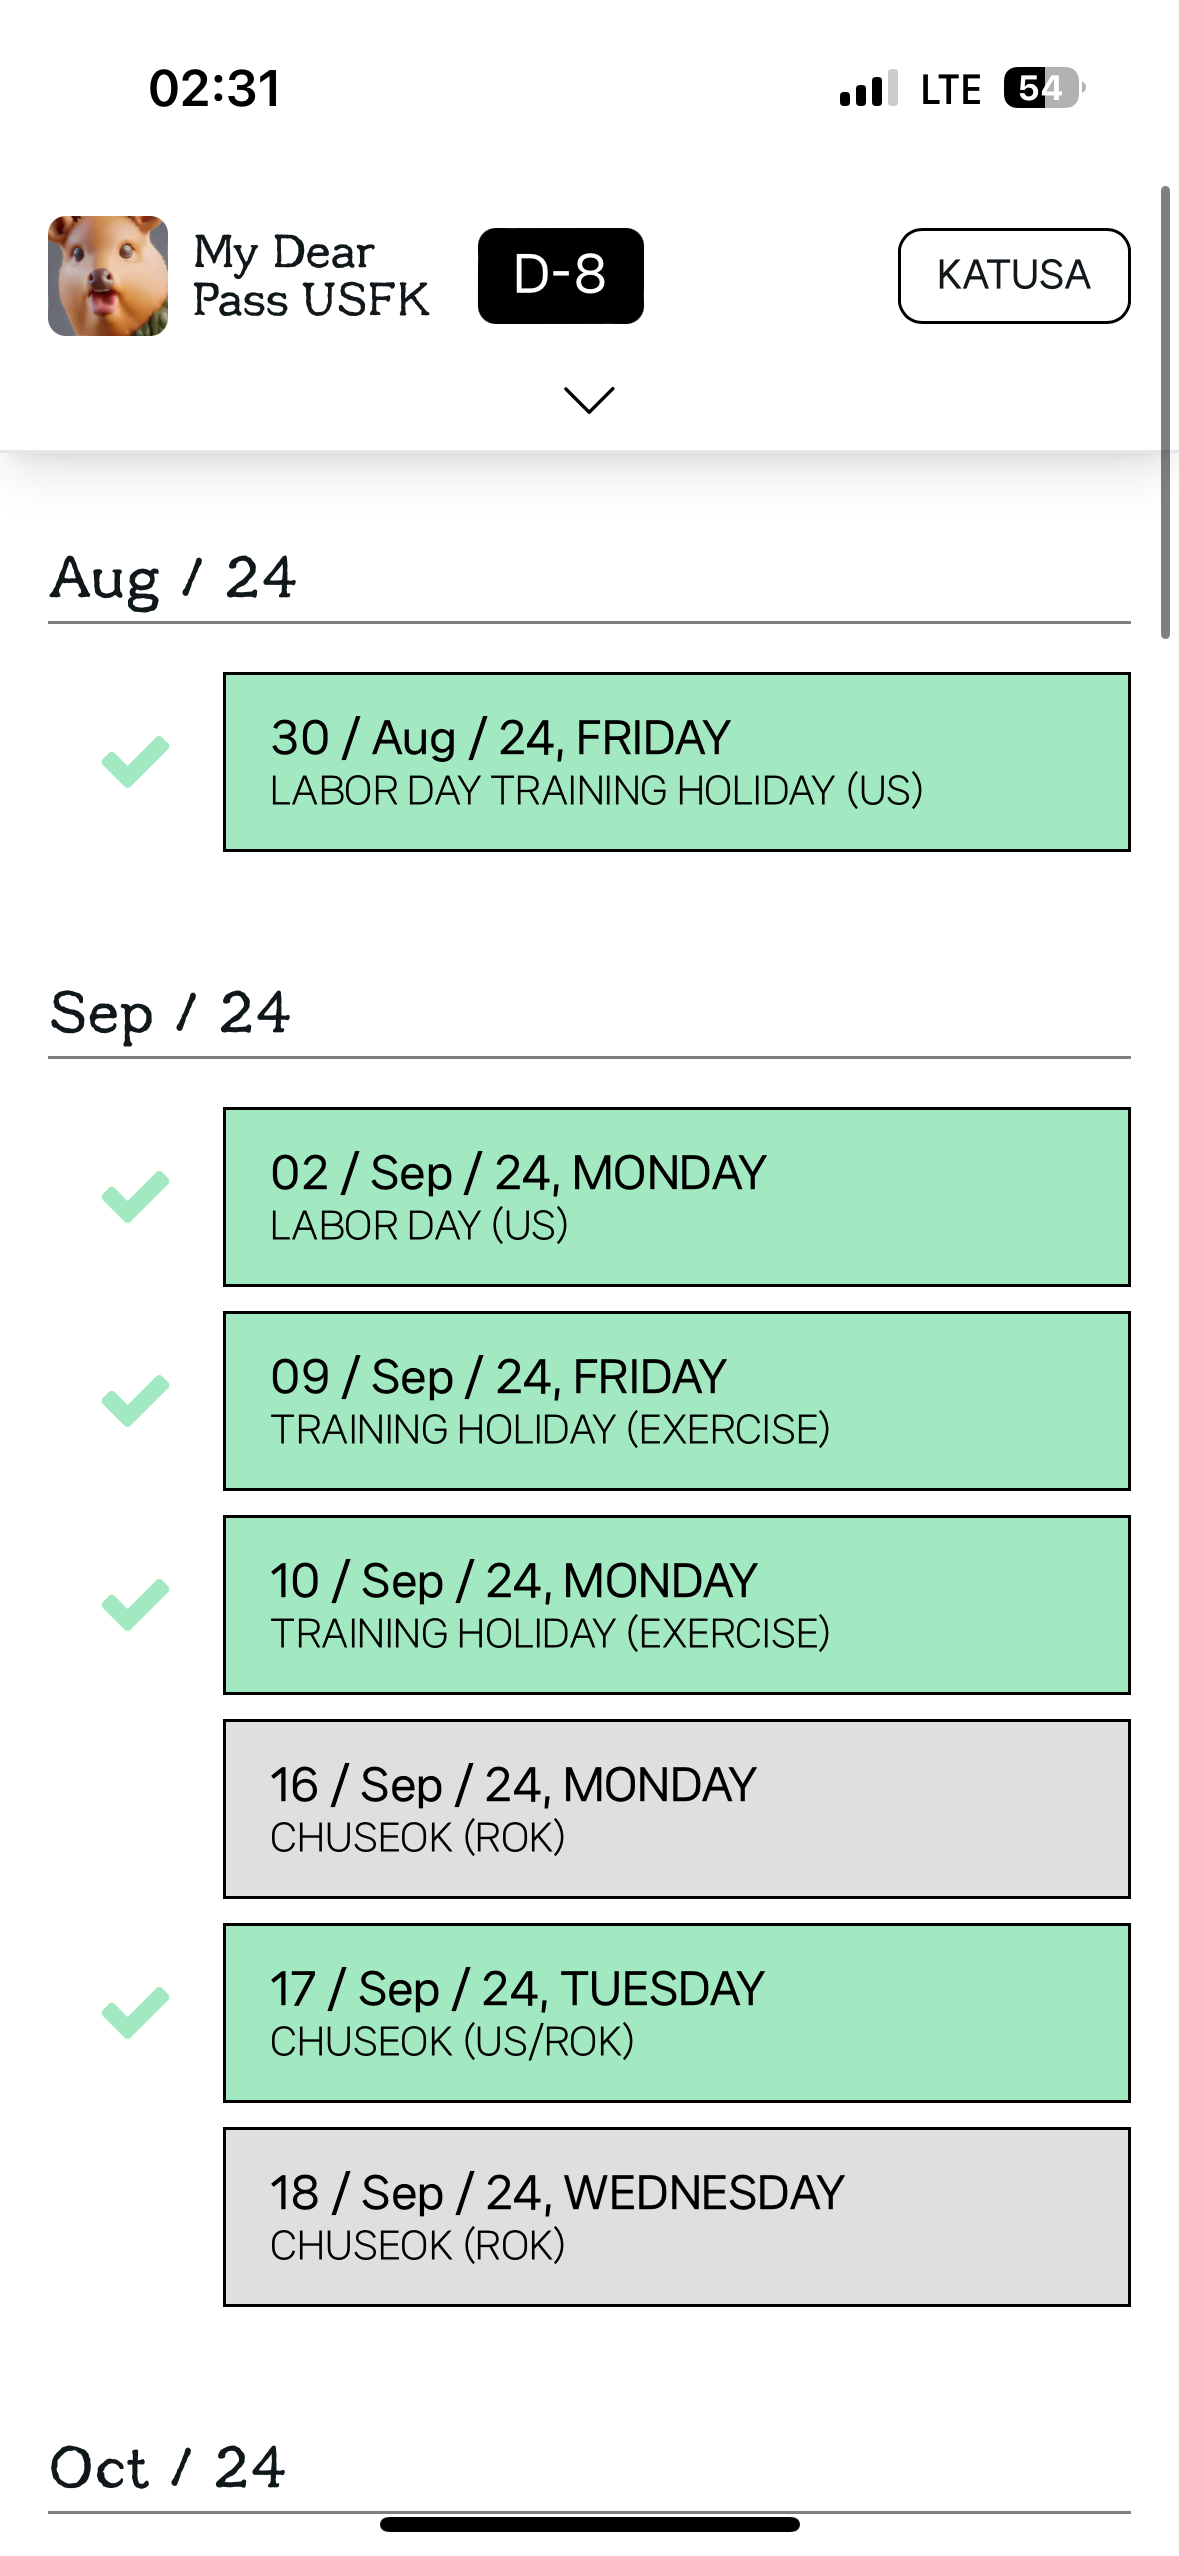 02:31
LTE
54
My Dear
Pass USFK
D-8
KATUSA
Aug / 24
30 / Aug / 24, FRIDAY
LABOR DAY TRAINING HOLIDAY (US)
Sep / 24
02 / Sep / 24, MONDAY
LABOR DAY (US)
09 / Sep / 24, FRIDAY
TRAINING HOLIDAY (EXERCISE)
10 / Sep / 24, MONDAY
TRAINING HOLIDAY (EXERCISE)
16 / Sep / 24, MONDAY
CHUSEOK (ROK)
17 / Sep / 24, TUESDAY
CHUSEOK (US/ROK)
18 / Sep / 24, WEDNESDAY
CHUSEOK (ROK)
Oct / 24